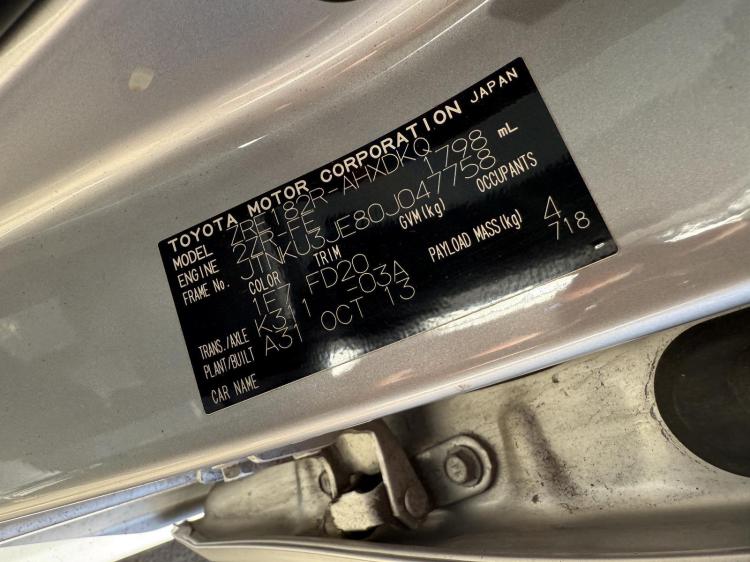 TOYOTA MOTOR CORPORATION JAPAN
MODEL ZRE182R-AHXDKQ
ENGINE 2ZR-FE 1798 mL
FRAME No. JTNKU3JE80J047758
COLOR TRIM GVM(kg) OCCUPANTS
1F7 FD20 4
TRANS./AXLE K311 -03A PAYLOAD MASS(kg) 718
PLANT/BUILT A31 OCT 13
CAR NAME